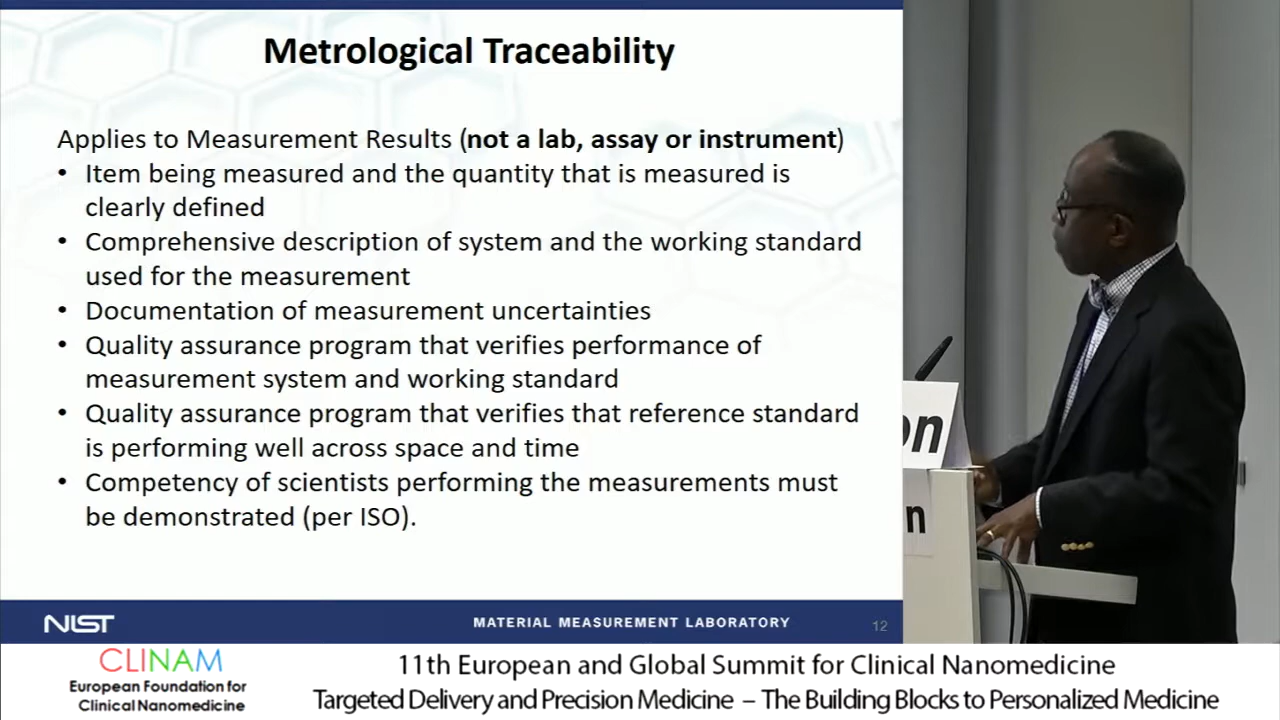 Metrological Traceability
Applies to Measurement Results (not a lab, assay or instrument)
• Item being measured and the quantity that is measured is
clearly defined
• Comprehensive description of system and the working standard
used for the measurement
• Documentation of measurement uncertainties
• Quality assurance program that verifies performance of
measurement system and working standard
• Quality assurance program that verifies that reference standard
is performing well across space and time
• Competency of scientists performing the measurements must
be demonstrated (per ISO).
NIST
MATERIAL MEASUREMENT LABORATORY
12
on
n
CLINAM
European Foundation for
Clinical Nanomedicine
11th European and Global Summit for Clinical Nanomedicine
Targeted Delivery and Precision Medicine – The Building Blocks to Personalized Medicine